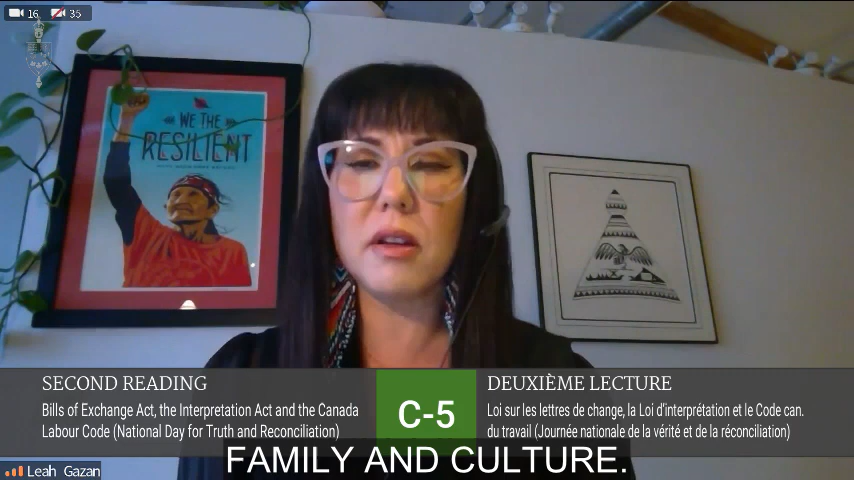 16 35
WE THE
RESILIENT
SECOND READING
Bills of Exchange Act, the Interpretation Act and the Canada
Labour Code (National Day for Truth and Reconciliation)
C-5
DEUXIÈME LECTURE
Loi sur les lettres de change, la Loi d'interprétation et le Code can.
du travail (Journée nationale de la vérité et de la réconciliation)
FAMILY AND CULTURE.
Leah Gazan